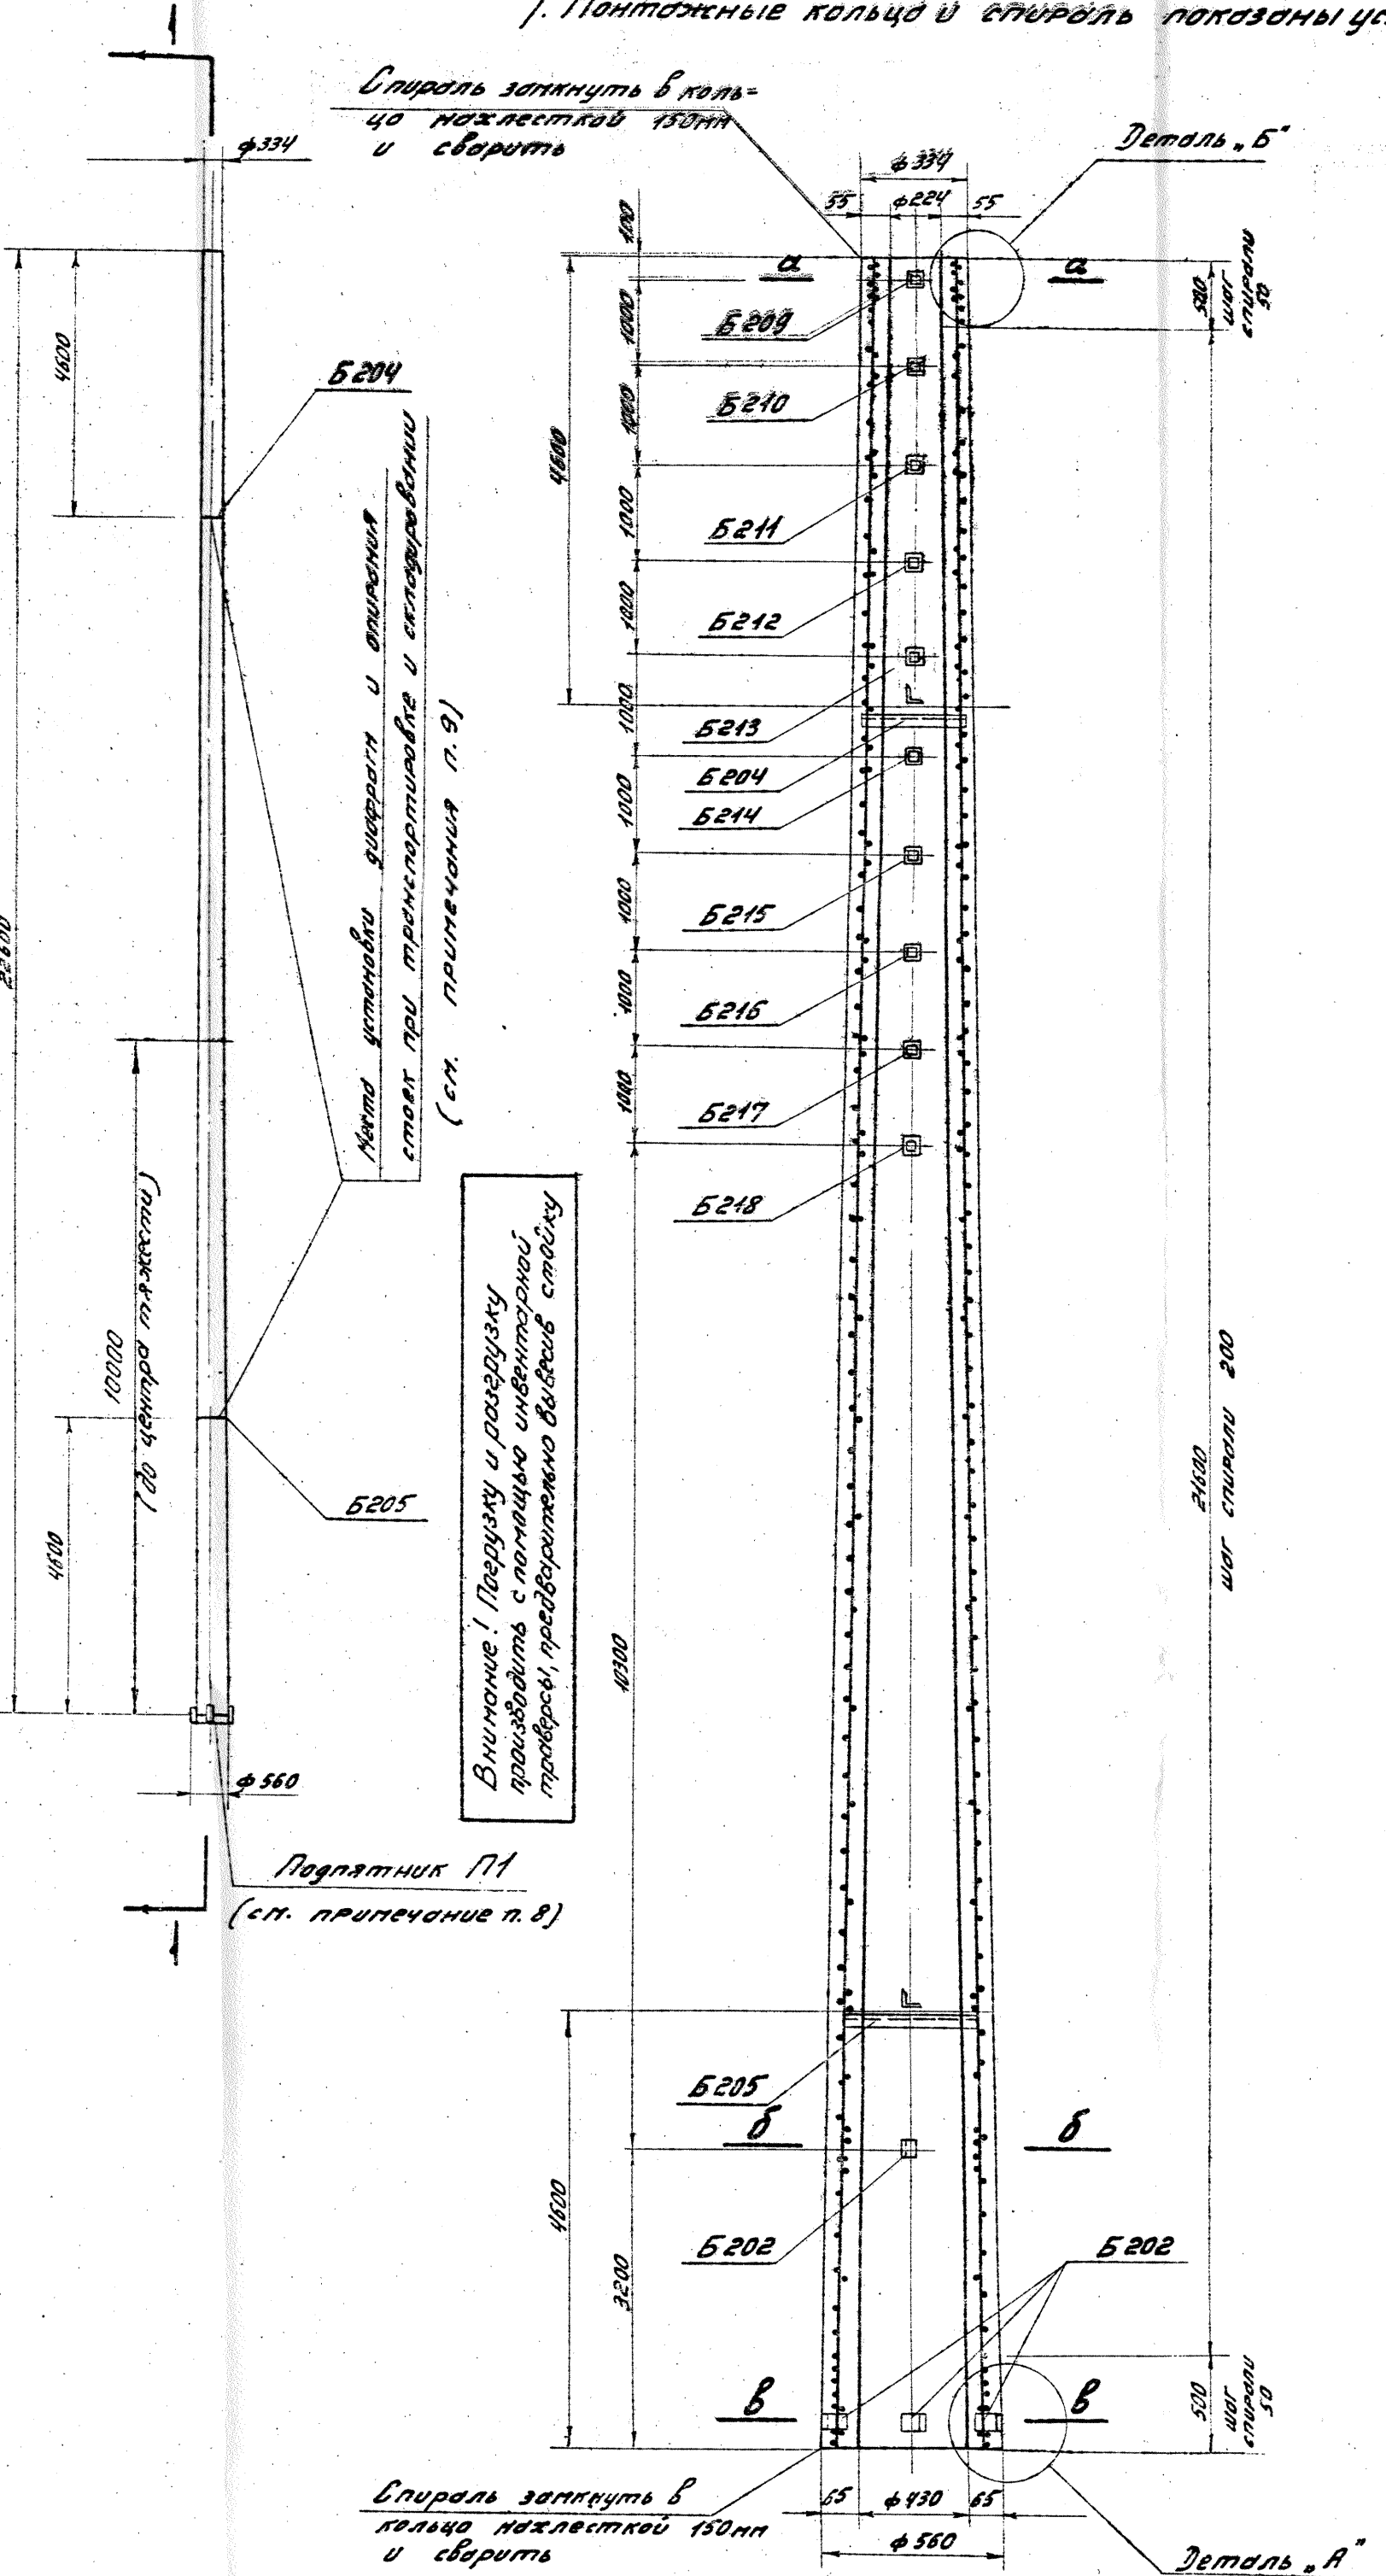 1. Монтажные кольца и спираль показаны ус
1
Спираль замкнуть в коль=
цо нахлесткой 150мм
и сварить
Деталь „Б"
ф334
ф334
55 ф224 55
100
а а
500
шаг
спирали
50
4600
Б204
Б209
1000
Б210
1000
4600
Б211
1000
Б212
1000
Б213
1000
Б204
Б214
1000
Б215
1000
Б216
1000
Б217
1000
Б218
22600
Места установки диафрагм и опирания
стоек при транспортировке и складировании
(см. примечания п.9)
10000
(до центра тяжести)
Внимание! Погрузку и разгрузку
производить с помощью инвентарной
траверсы, предварительно вывесив стойку
Б205
4600
21600
шаг спирали 200
10300
ф560
Подпятник П1
(см. примечание п.8)
1
Б205
б б
4600
Б202
Б202
3200
в в
500
шаг
спирали
50
Спираль замкнуть в
кольцо нахлесткой 150мм
и сварить
65 ф430 65
ф560
Деталь „А"